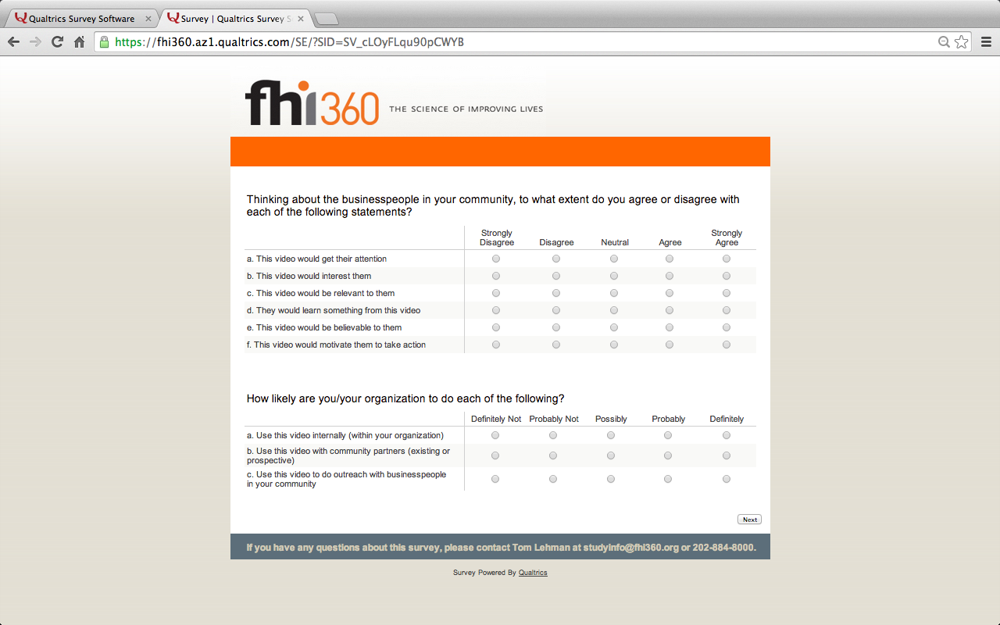 Qualtrics Survey Software
Survey | Qualtrics Survey S
https://fhi360.az1.qualtrics.com/SE/?SID=SV_cLOyFLqu90pCWYB
fhi360 THE SCIENCE OF IMPROVING LIVES
Thinking about the businesspeople in your community, to what extent do you agree or disagree with
each of the following statements?
Strongly Disagree Disagree Neutral Agree Strongly Agree
a. This video would get their attention
b. This video would interest them
c. This video would be relevant to them
d. They would learn something from this video
e. This video would be believable to them
f. This video would motivate them to take action
How likely are you/your organization to do each of the following?
Definitely Not Probably Not Possibly Probably Definitely
a. Use this video internally (within your organization)
b. Use this video with community partners (existing or
prospective)
c. Use this video to do outreach with businesspeople
in your community
Next
If you have any questions about this survey, please contact Tom Lehman at studyinfo@fhi360.org or 202-884-8000.
Survey Powered By Qualtrics